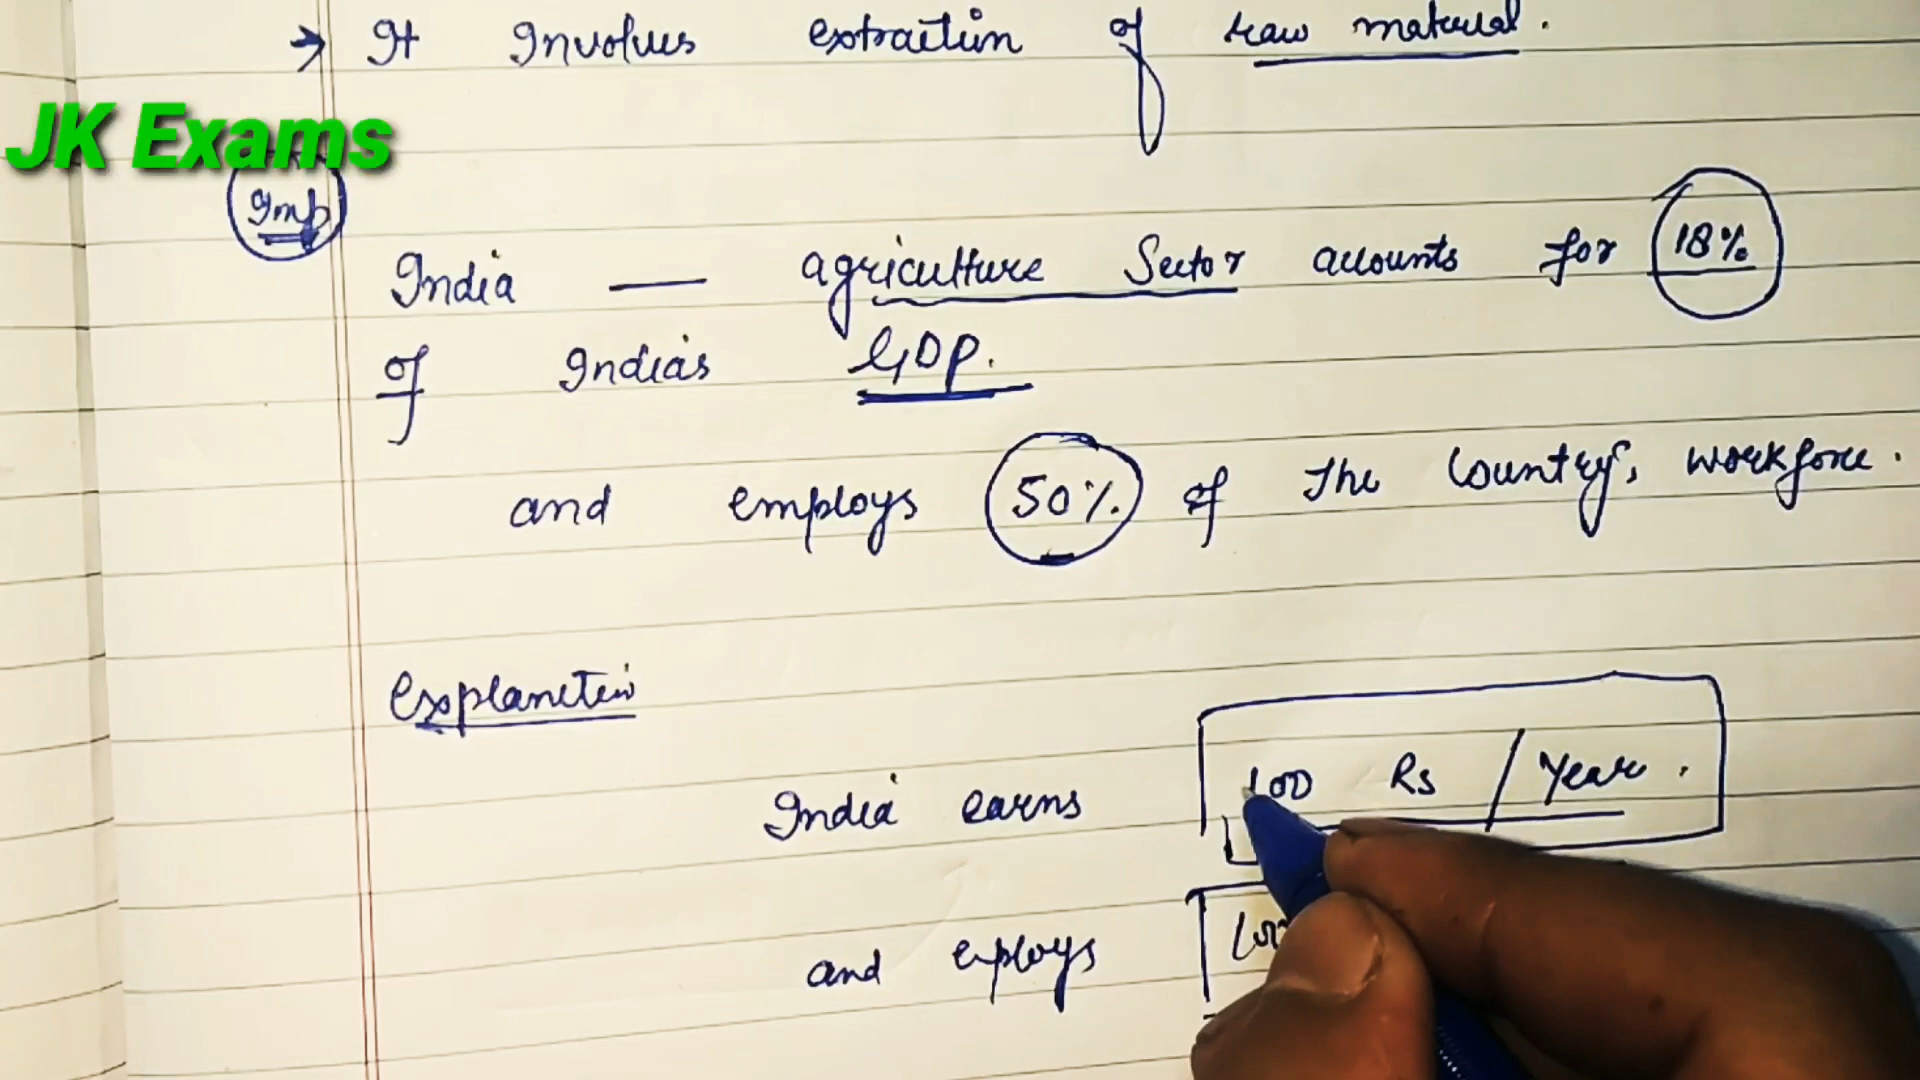 → It Involves extraction of raw material.
JK Exams
Imp
India — agriculture Sector accounts for 18%
of India's GDP.
and employs 50% of the Country's workforce.
Explanation
India earns 100 Rs / Year.
and eploys